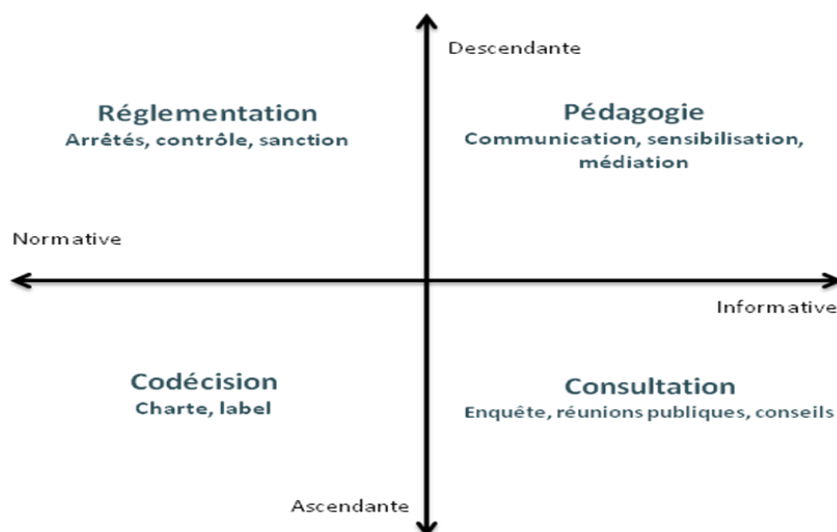 Descendante
Réglementation
Arrêtés, contrôle, sanction
Pédagogie
Communication, sensibilisation,
médiation
Normative
Informative
Codécision
Charte, label
Consultation
Enquête, réunions publiques, conseils
Ascendante